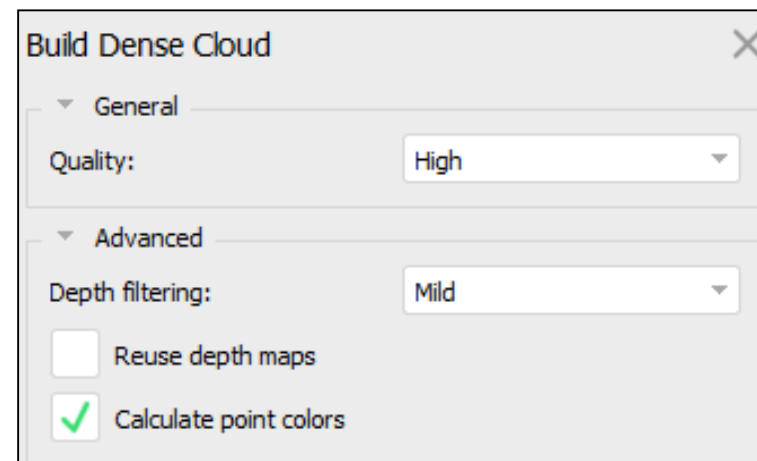 Build Dense Cloud
General
Quality: High
Advanced
Depth filtering: Mild
Reuse depth maps
Calculate point colors